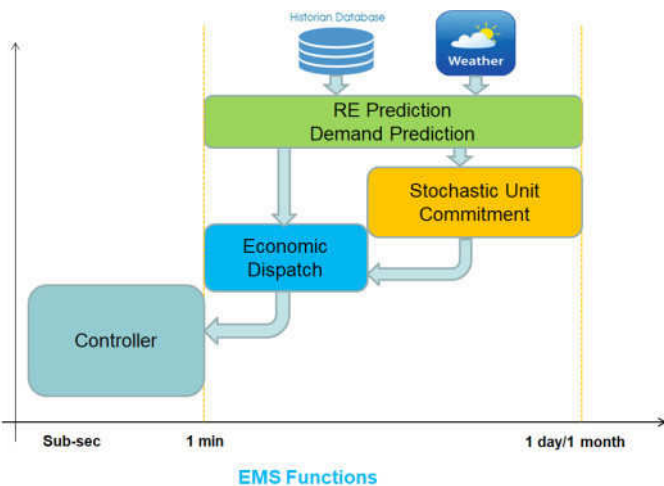 Historian Database
Weather
RE Prediction
Demand Prediction
Stochastic Unit
Commitment
Economic
Dispatch
Controller
Sub-sec
1 min
1 day/1 month
EMS Functions